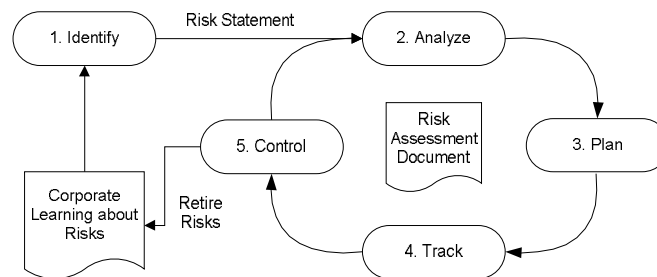 Risk Statement
1. Identify
2. Analyze
Risk
Assessment
Document
5. Control
3. Plan
Corporate
Learning about
Risks
Retire
Risks
4. Track